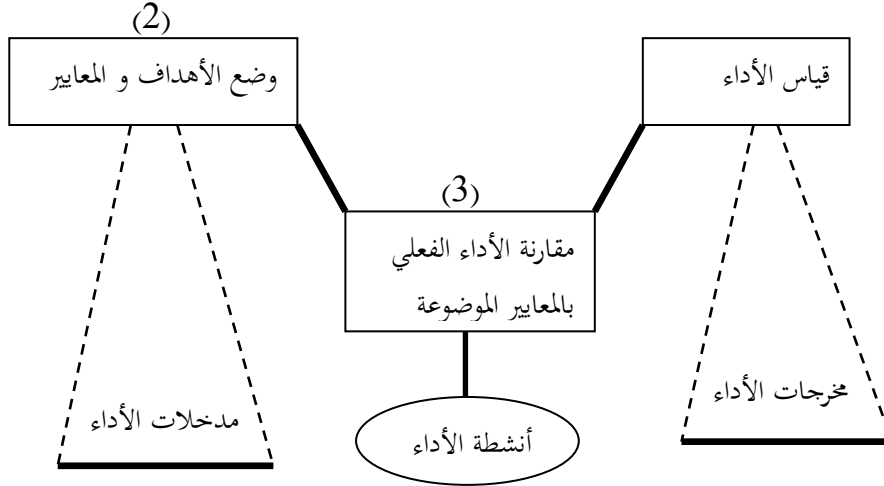 (2)
قياس الأداء
وضع الأهداف و المعايير
(3)
مقارنة الأداء الفعلي
بالمعايير الموضوعة
مخرجات الأداء
مدخلات الأداء
أنشطة الأداء